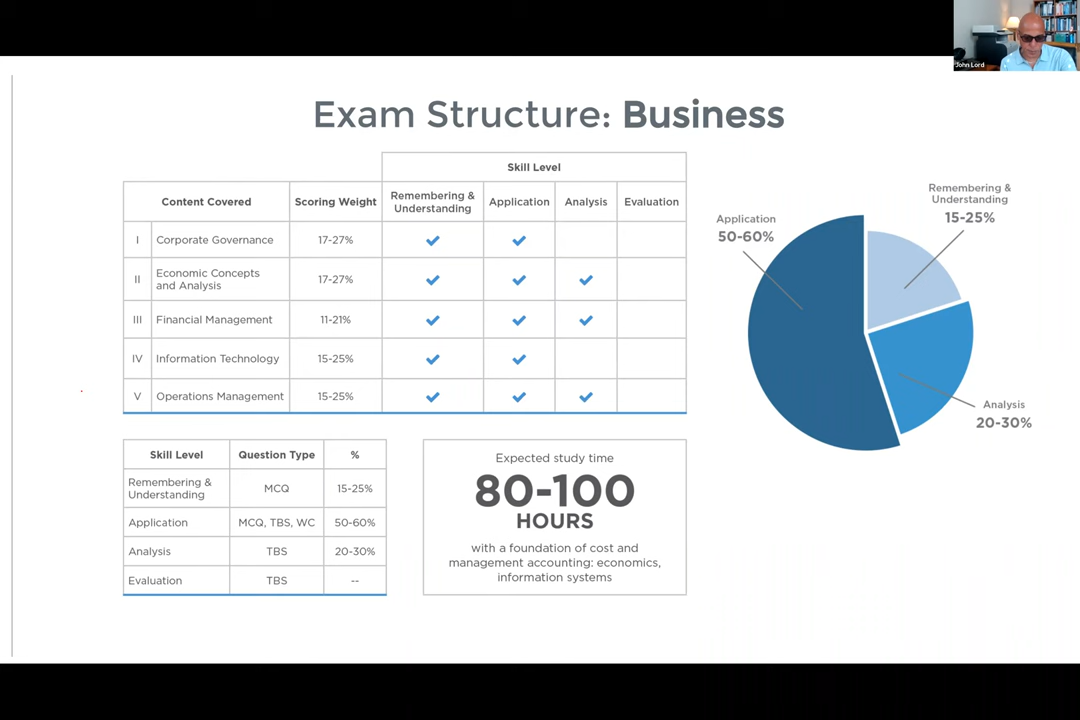 John Lord
Exam Structure: Business
Skill Level
Content Covered
Scoring Weight
Remembering &
Understanding
Application
Analysis
Evaluation
I
Corporate Governance
17-27%
II
Economic Concepts
and Analysis
17-27%
III
Financial Management
11-21%
IV
Information Technology
15-25%
V
Operations Management
15-25%
Application
50-60%
Remembering &
Understanding
15-25%
Analysis
20-30%
Skill Level
Question Type
%
Remembering &
Understanding
MCQ
15-25%
Application
MCQ, TBS, WC
50-60%
Analysis
TBS
20-30%
Evaluation
TBS
--
Expected study time
80-100
HOURS
with a foundation of cost and
management accounting: economics,
information systems